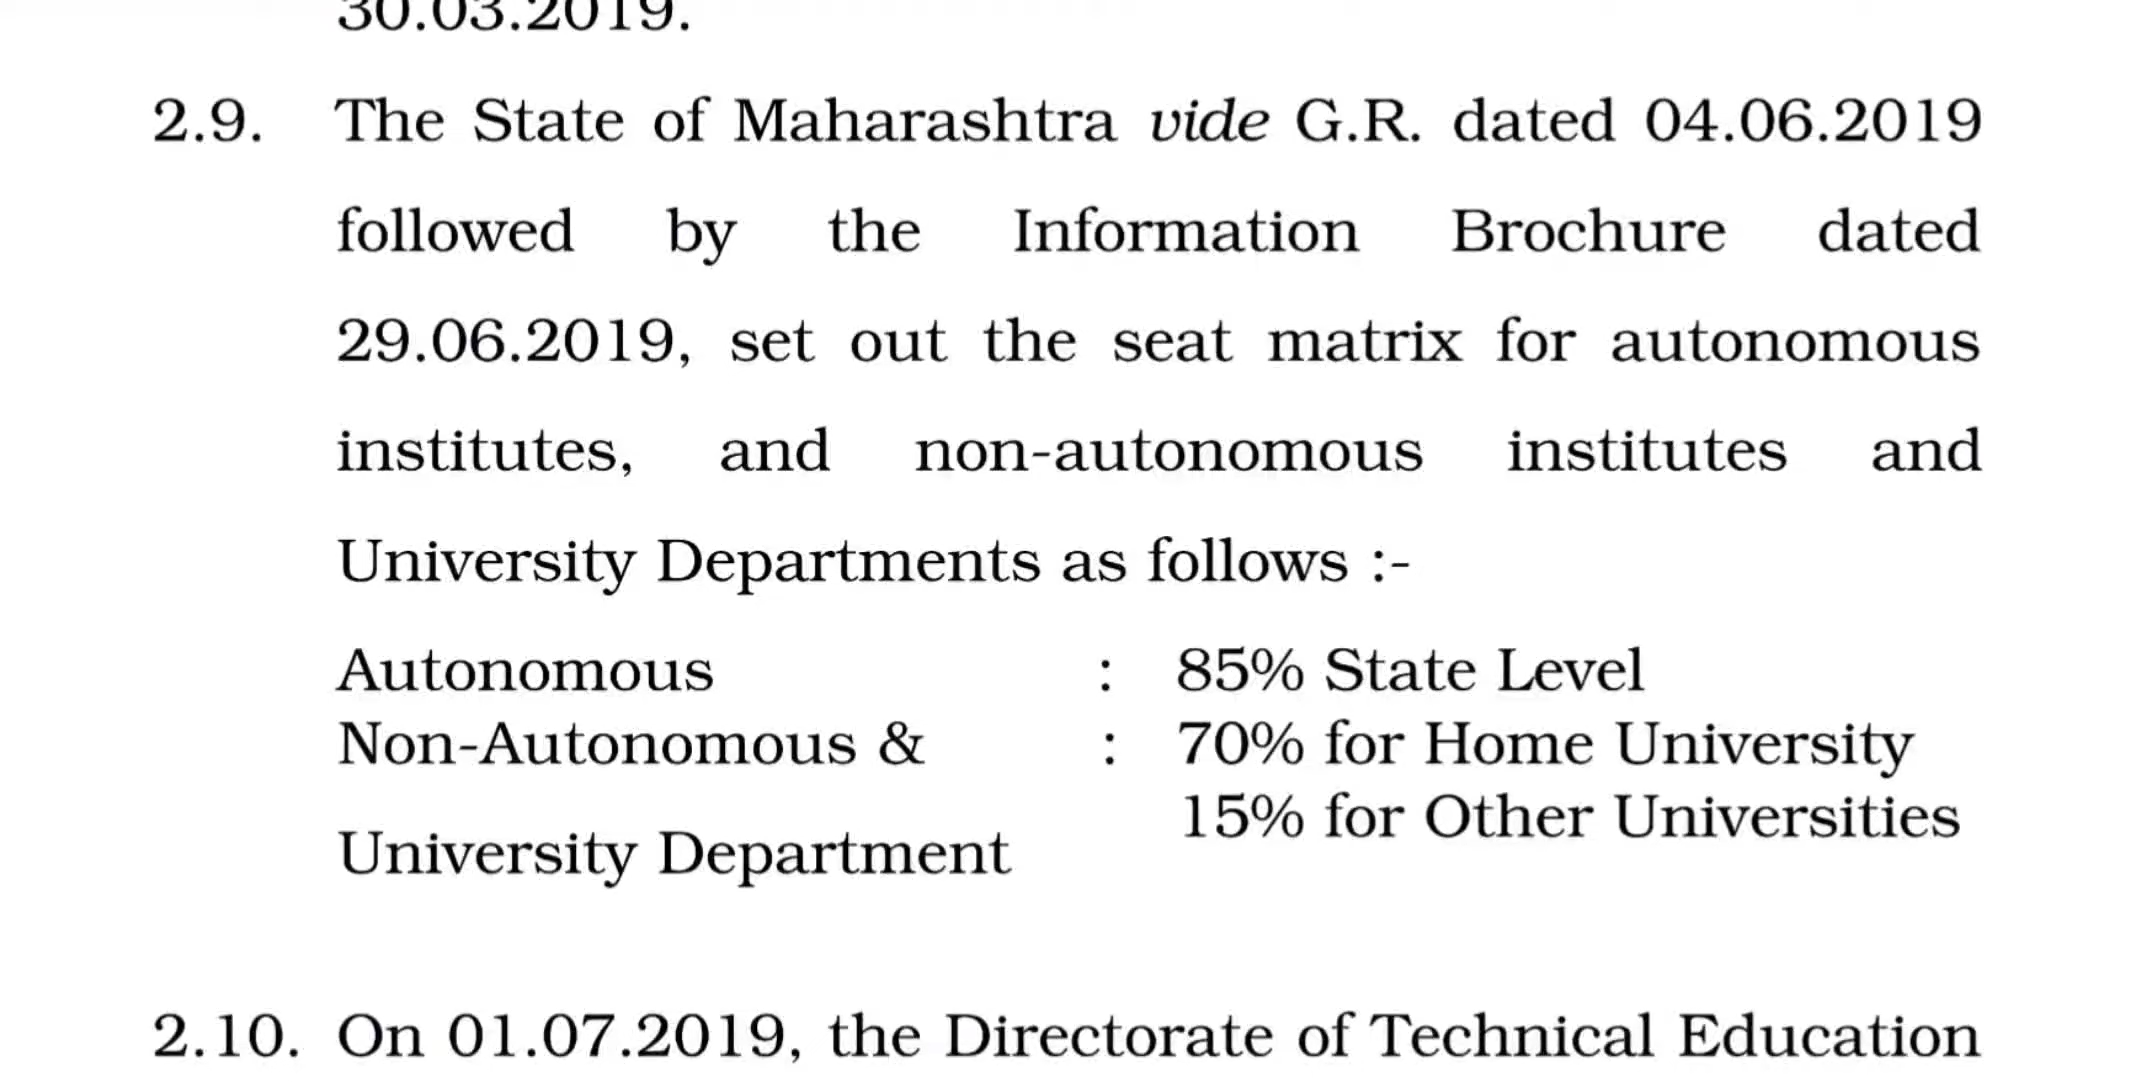 30.03.2019.
2.9. The State of Maharashtra vide G.R. dated 04.06.2019
followed by the Information Brochure dated
29.06.2019, set out the seat matrix for autonomous
institutes, and non-autonomous institutes and
University Departments as follows :-
Autonomous : 85% State Level
Non-Autonomous & : 70% for Home University
15% for Other Universities
University Department
2.10. On 01.07.2019, the Directorate of Technical Education